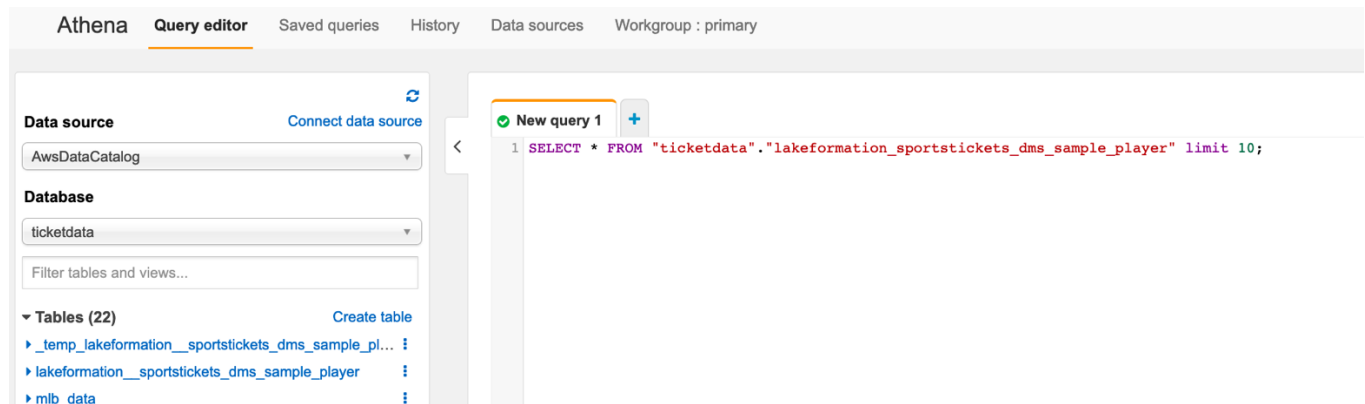 Athena Query editor Saved queries History Data sources Workgroup : primary
Data source Connect data source
AwsDataCatalog
Database
ticketdata
Filter tables and views...
Tables (22) Create table
_temp_lakeformation__sportstickets_dms_sample_pl...
lakeformation__sportstickets_dms_sample_player
mlb_data
New query 1 +
1 SELECT * FROM "ticketdata"."lakeformation_sportstickets_dms_sample_player" limit 10;